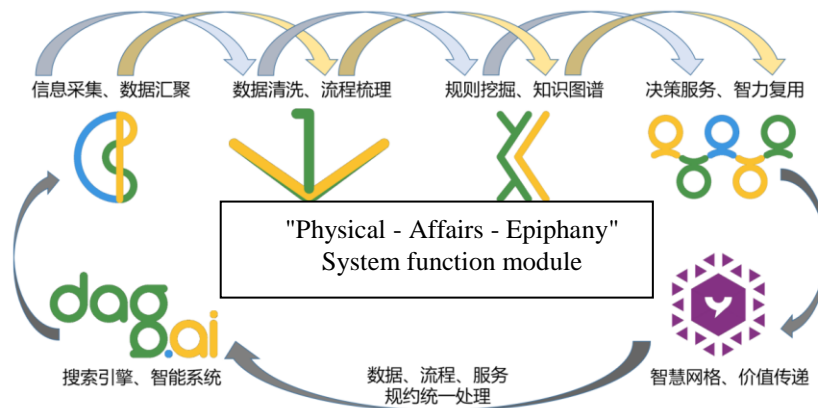 信息采集、数据汇聚
数据清洗、流程梳理
规则挖掘、知识图谱
决策服务、智力复用
"Physical - Affairs - Epiphany"
System function module
dag
g.ai
搜索引擎、智能系统
数据、流程、服务
规约统一处理
智慧网格、价值传递